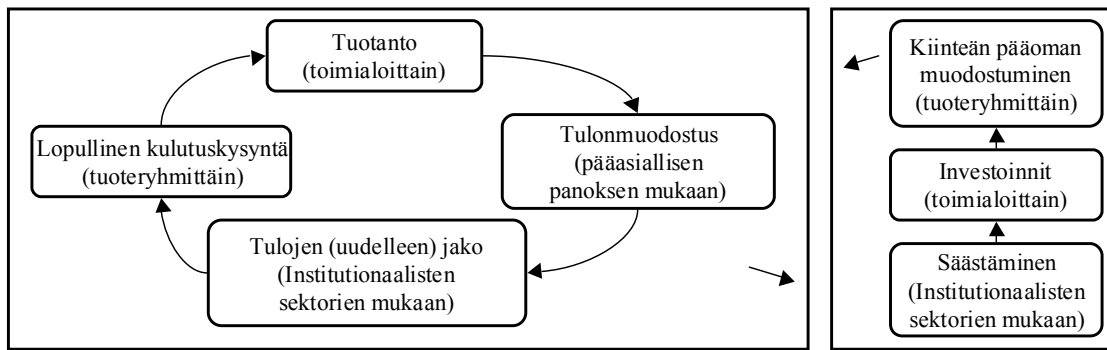 Tuotanto
(toimialoittain)
Tulonmuodostus
(pääasiallisen
panoksen mukaan)
Tulojen (uudelleen) jako
(Institutionaalisten
sektorien mukaan)
Lopullinen kulutuskysyntä
(tuoteryhmittäin)
Kiinteän pääoman
muodostuminen
(tuoteryhmittäin)
Investoinnit
(toimialoittain)
Säästäminen
(Institutionaalisten
sektorien mukaan)